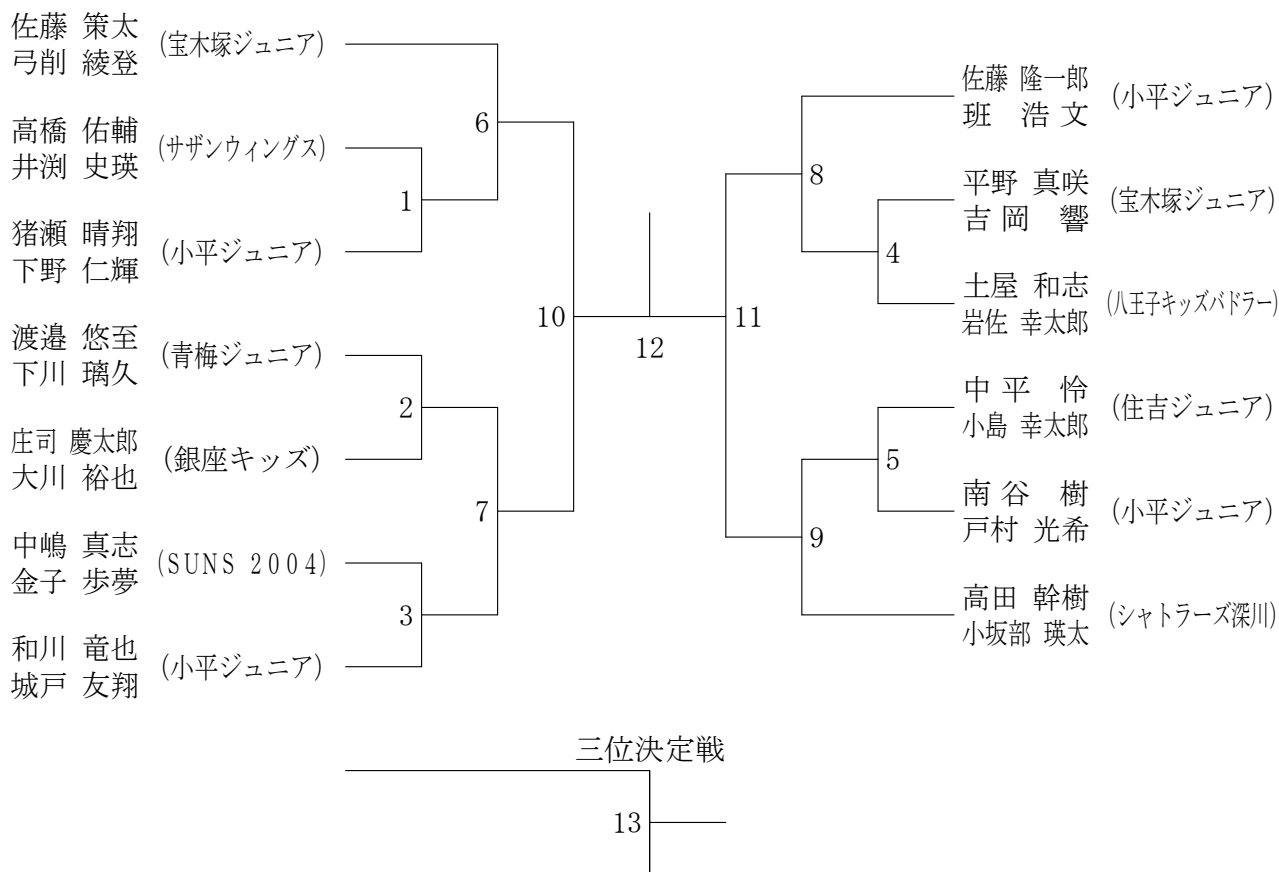 佐藤 策太
弓削 綾登
(宝木塚ジュニア)
高橋 佑輔
井渕 史瑛
(サザンウィングス)
猪瀬 晴翔
下野 仁輝
(小平ジュニア)
渡邉 悠至
下川 璃久
(青梅ジュニア)
庄司 慶太郎
大川 裕也
(銀座キッズ)
中嶋 真志
金子 歩夢
(SUNS 2004)
和川 竜也
城戸 友翔
(小平ジュニア)
6
1
2
7
3
10
12
11
8
4
5
9
佐藤 隆一郎
班 浩文
(小平ジュニア)
平野 真咲
吉岡 響
(宝木塚ジュニア)
土屋 和志
岩佐 幸太郎
(八王子キッズバドラー)
中平 怜
小島 幸太郎
(住吉ジュニア)
南谷 樹
戸村 光希
(小平ジュニア)
高田 幹樹
小坂部 瑛太
(シャトラーズ深川)
三位決定戦
13